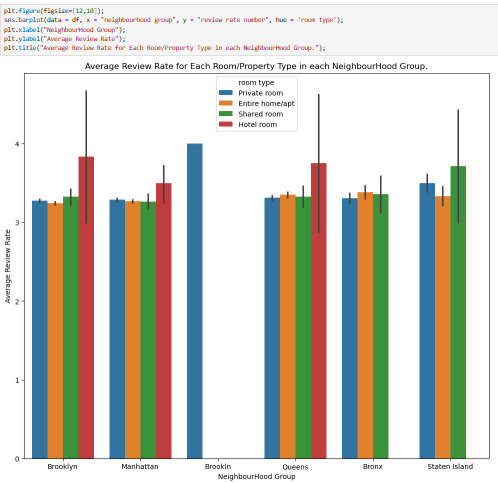 plt.figure(figsize=[12,10]);
sns.barplot(data = df, x = "neighbourhood group", y = "review rate number", hue = 'room type');
plt.xlabel("NeighbourHood Group")
plt.ylabel("Average Review Rate");
plt.title("Average Review Rate for Each Room/Property Type in each NeighbourHood Group.");
Average Review Rate for Each Room/Property Type in each NeighbourHood Group.
room type
Private room
Entire home/apt
Shared room
Hotel room
4
3
2
1
0
Average Review Rate
Brooklyn Manhattan Brookln Queens Bronx Staten Island
NeighbourHood Group